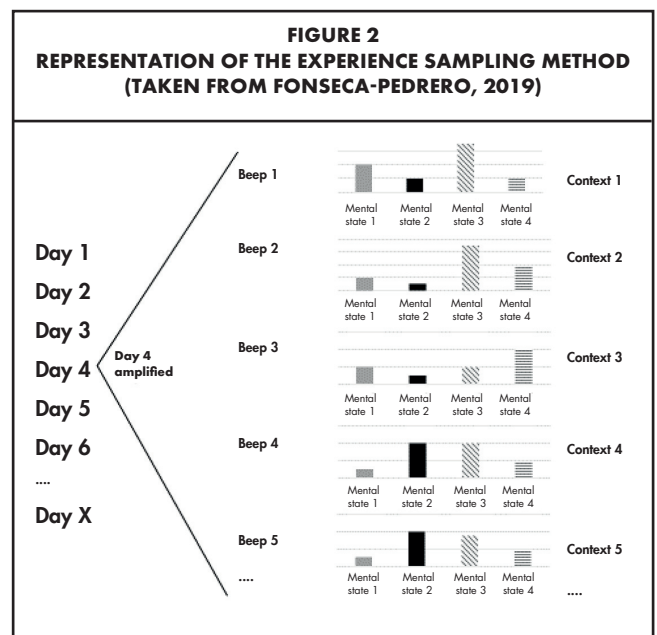 FIGURE 2
REPRESENTATION OF THE EXPERIENCE SAMPLING METHOD
(TAKEN FROM FONSECA-PEDRERO, 2019)
Day 1
Day 2
Day 3
Day 4
Day 5
Day 6
....
Day X
Day 4
amplified
Beep 1
Mental state 1
Mental state 2
Mental state 3
Mental state 4
Context 1
Beep 2
Mental state 1
Mental state 2
Mental state 3
Mental state 4
Context 2
Beep 3
Mental state 1
Mental state 2
Mental state 3
Mental state 4
Context 3
Beep 4
Mental state 1
Mental state 2
Mental state 3
Mental state 4
Context 4
Beep 5
....
Mental state 1
Mental state 2
Mental state 3
Mental state 4
Context 5
....